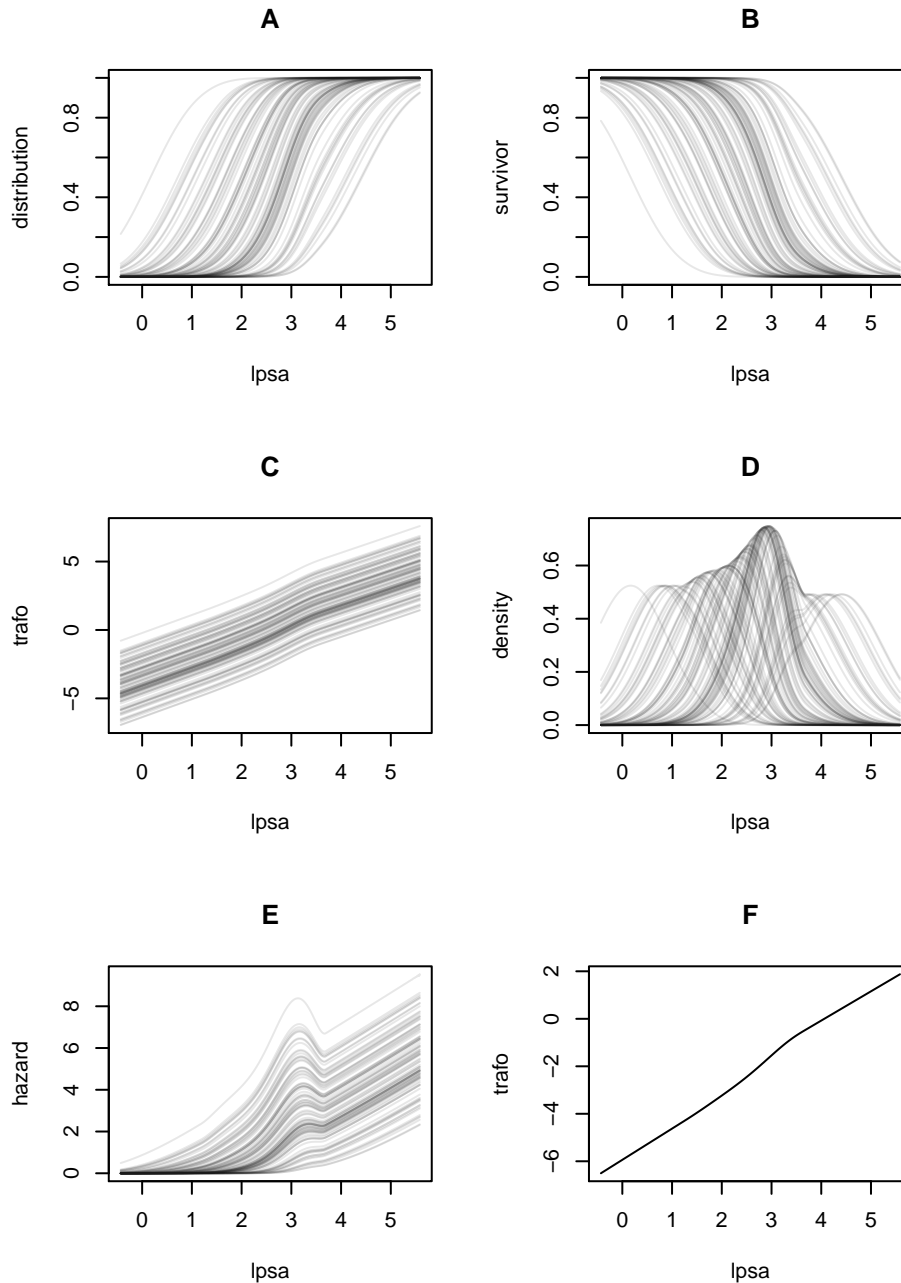 A
distribution
0.0 0.4 0.8
0 1 2 3 4 5
lpsa
B
survivor
0.0 0.4 0.8
0 1 2 3 4 5
lpsa
C
trafo
−5 0 5
0 1 2 3 4 5
lpsa
D
density
0.0 0.2 0.4 0.6
0 1 2 3 4 5
lpsa
E
hazard
0 2 4 6 8
0 1 2 3 4 5
lpsa
F
trafo
−6 −4 −2 0 2
0 1 2 3 4 5
lpsa